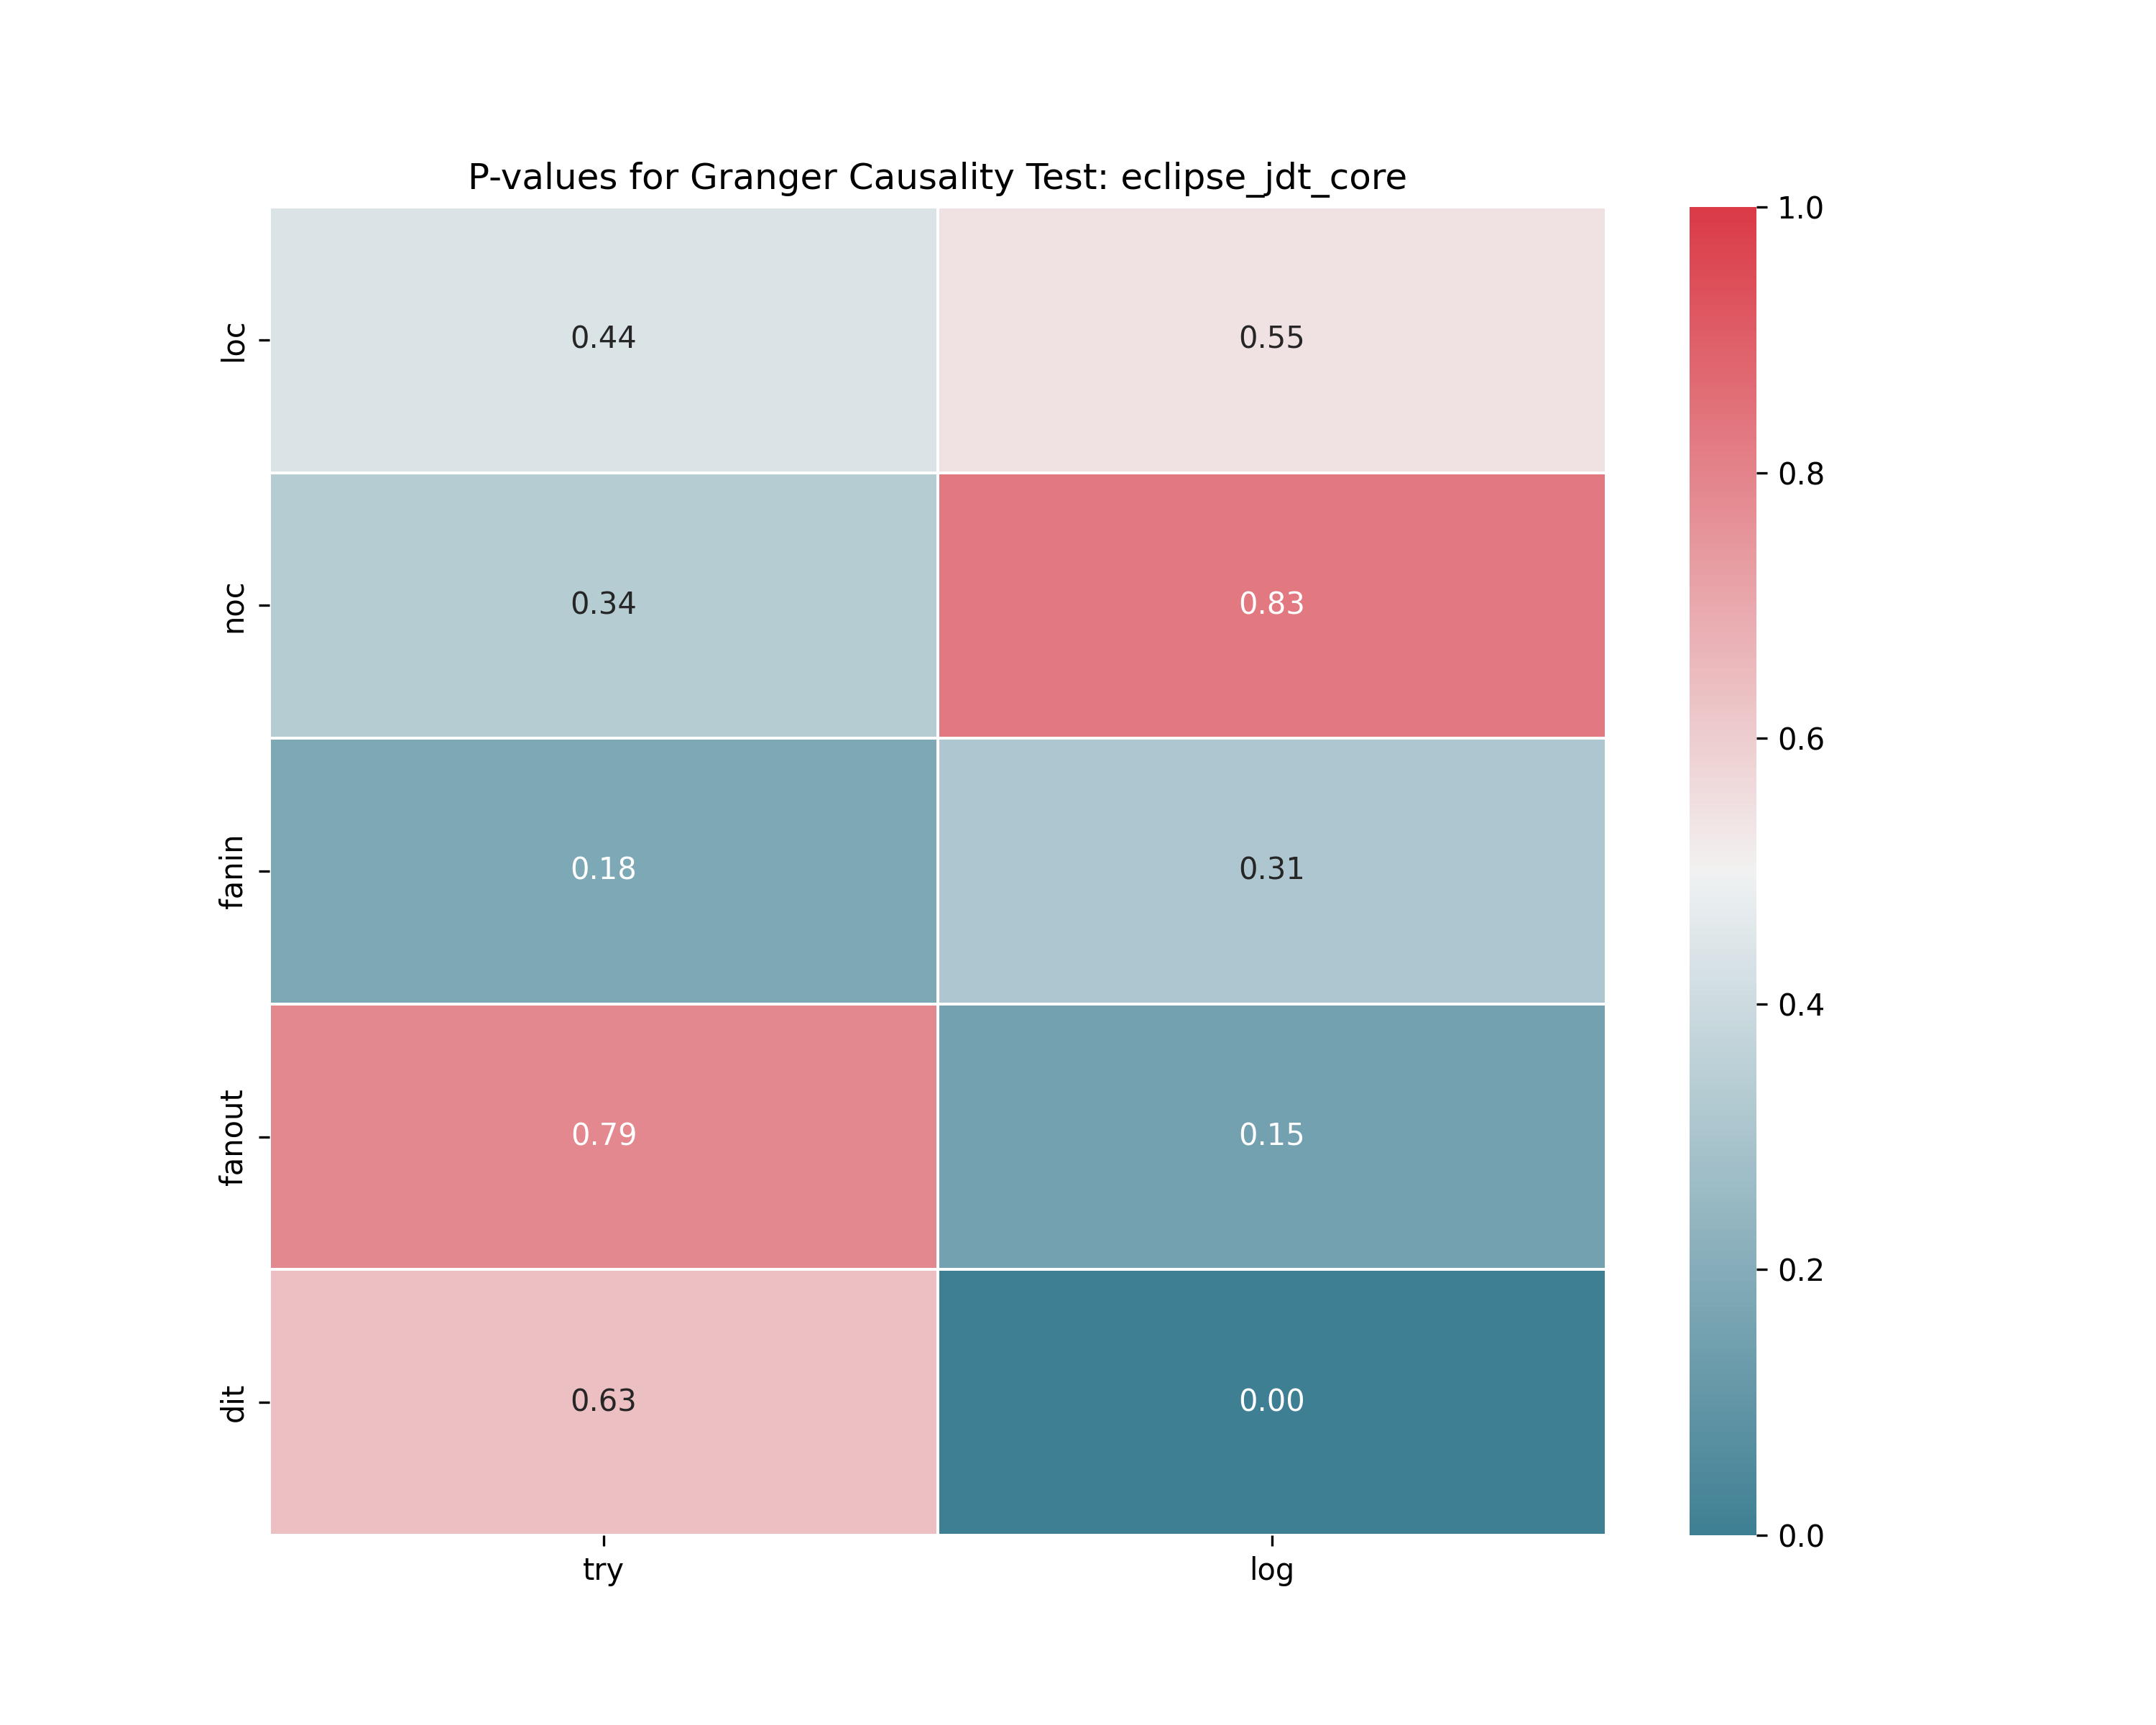 P-values for Granger Causality Test: eclipse_jdt_core
1.0
loc
0.44
0.55
0.8
noc
0.34
0.83
0.6
fanin
0.18
0.31
0.4
fanout
0.79
0.15
0.2
dit
0.63
0.00
0.0
try
log